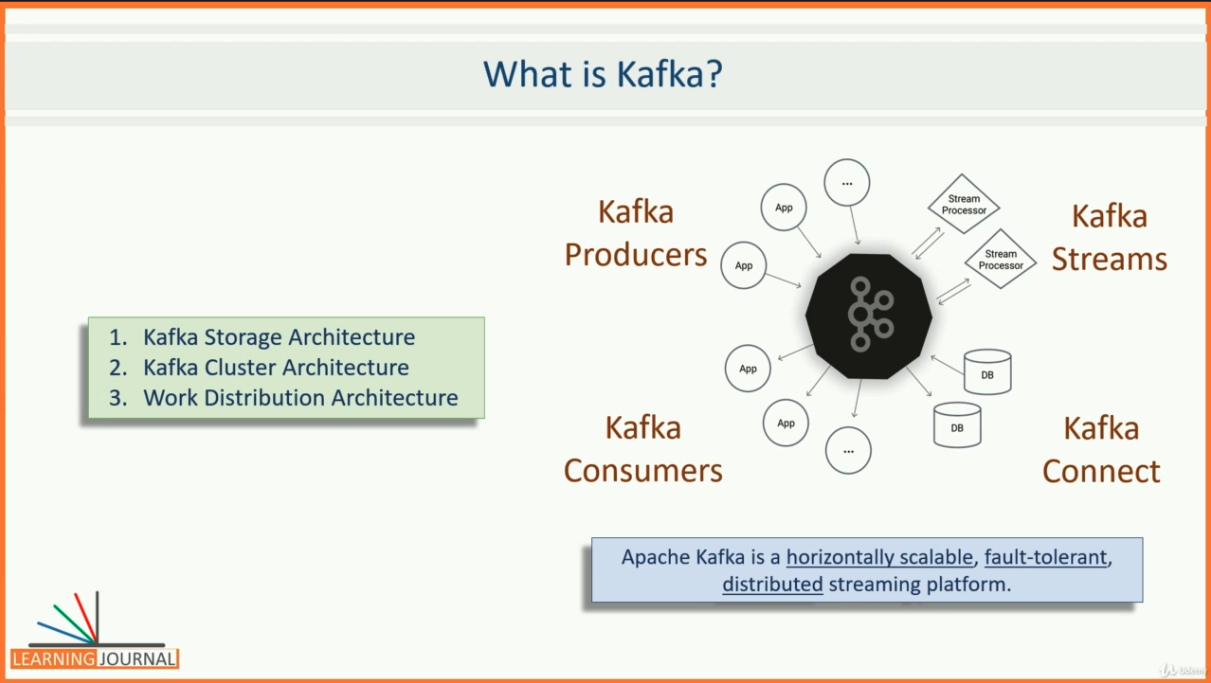 What is Kafka?
Kafka
Producers
...
App
App
Stream
Processor
Stream
Processor
Kafka
Streams
1. Kafka Storage Architecture
2. Kafka Cluster Architecture
3. Work Distribution Architecture
App
App
...
DB
DB
Kafka
Consumers
Kafka
Connect
Apache Kafka is a horizontally scalable, fault-tolerant,
distributed streaming platform.
LEARNING JOURNAL
Udemy